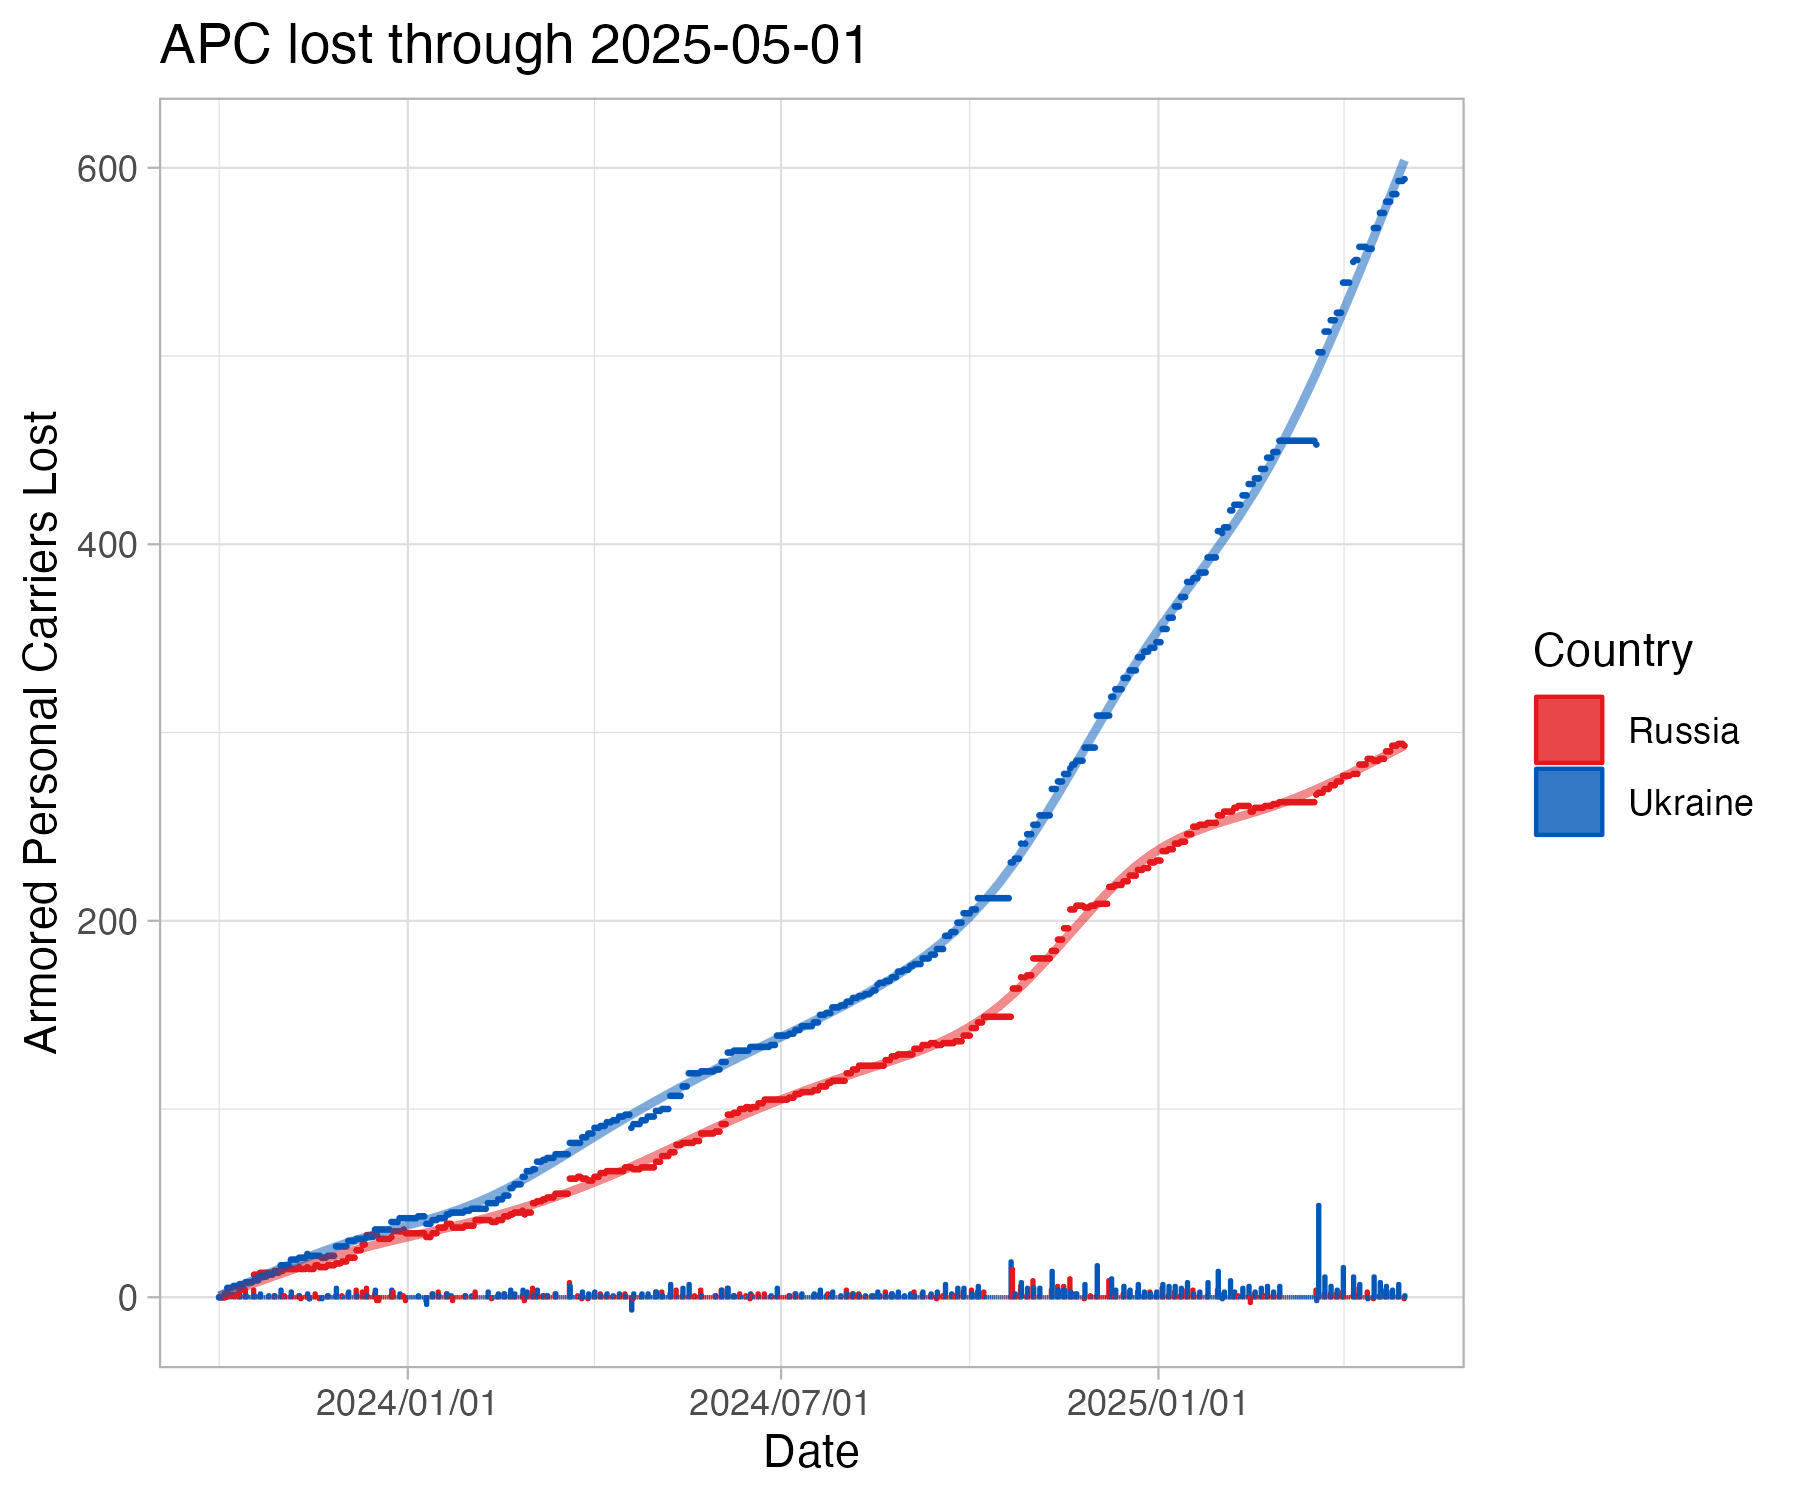 APC lost through 2025-05-01
Armored Personal Carriers Lost
600
400
200
0
2024/01/01
2024/07/01
2025/01/01
Date
Country
Russia
Ukraine